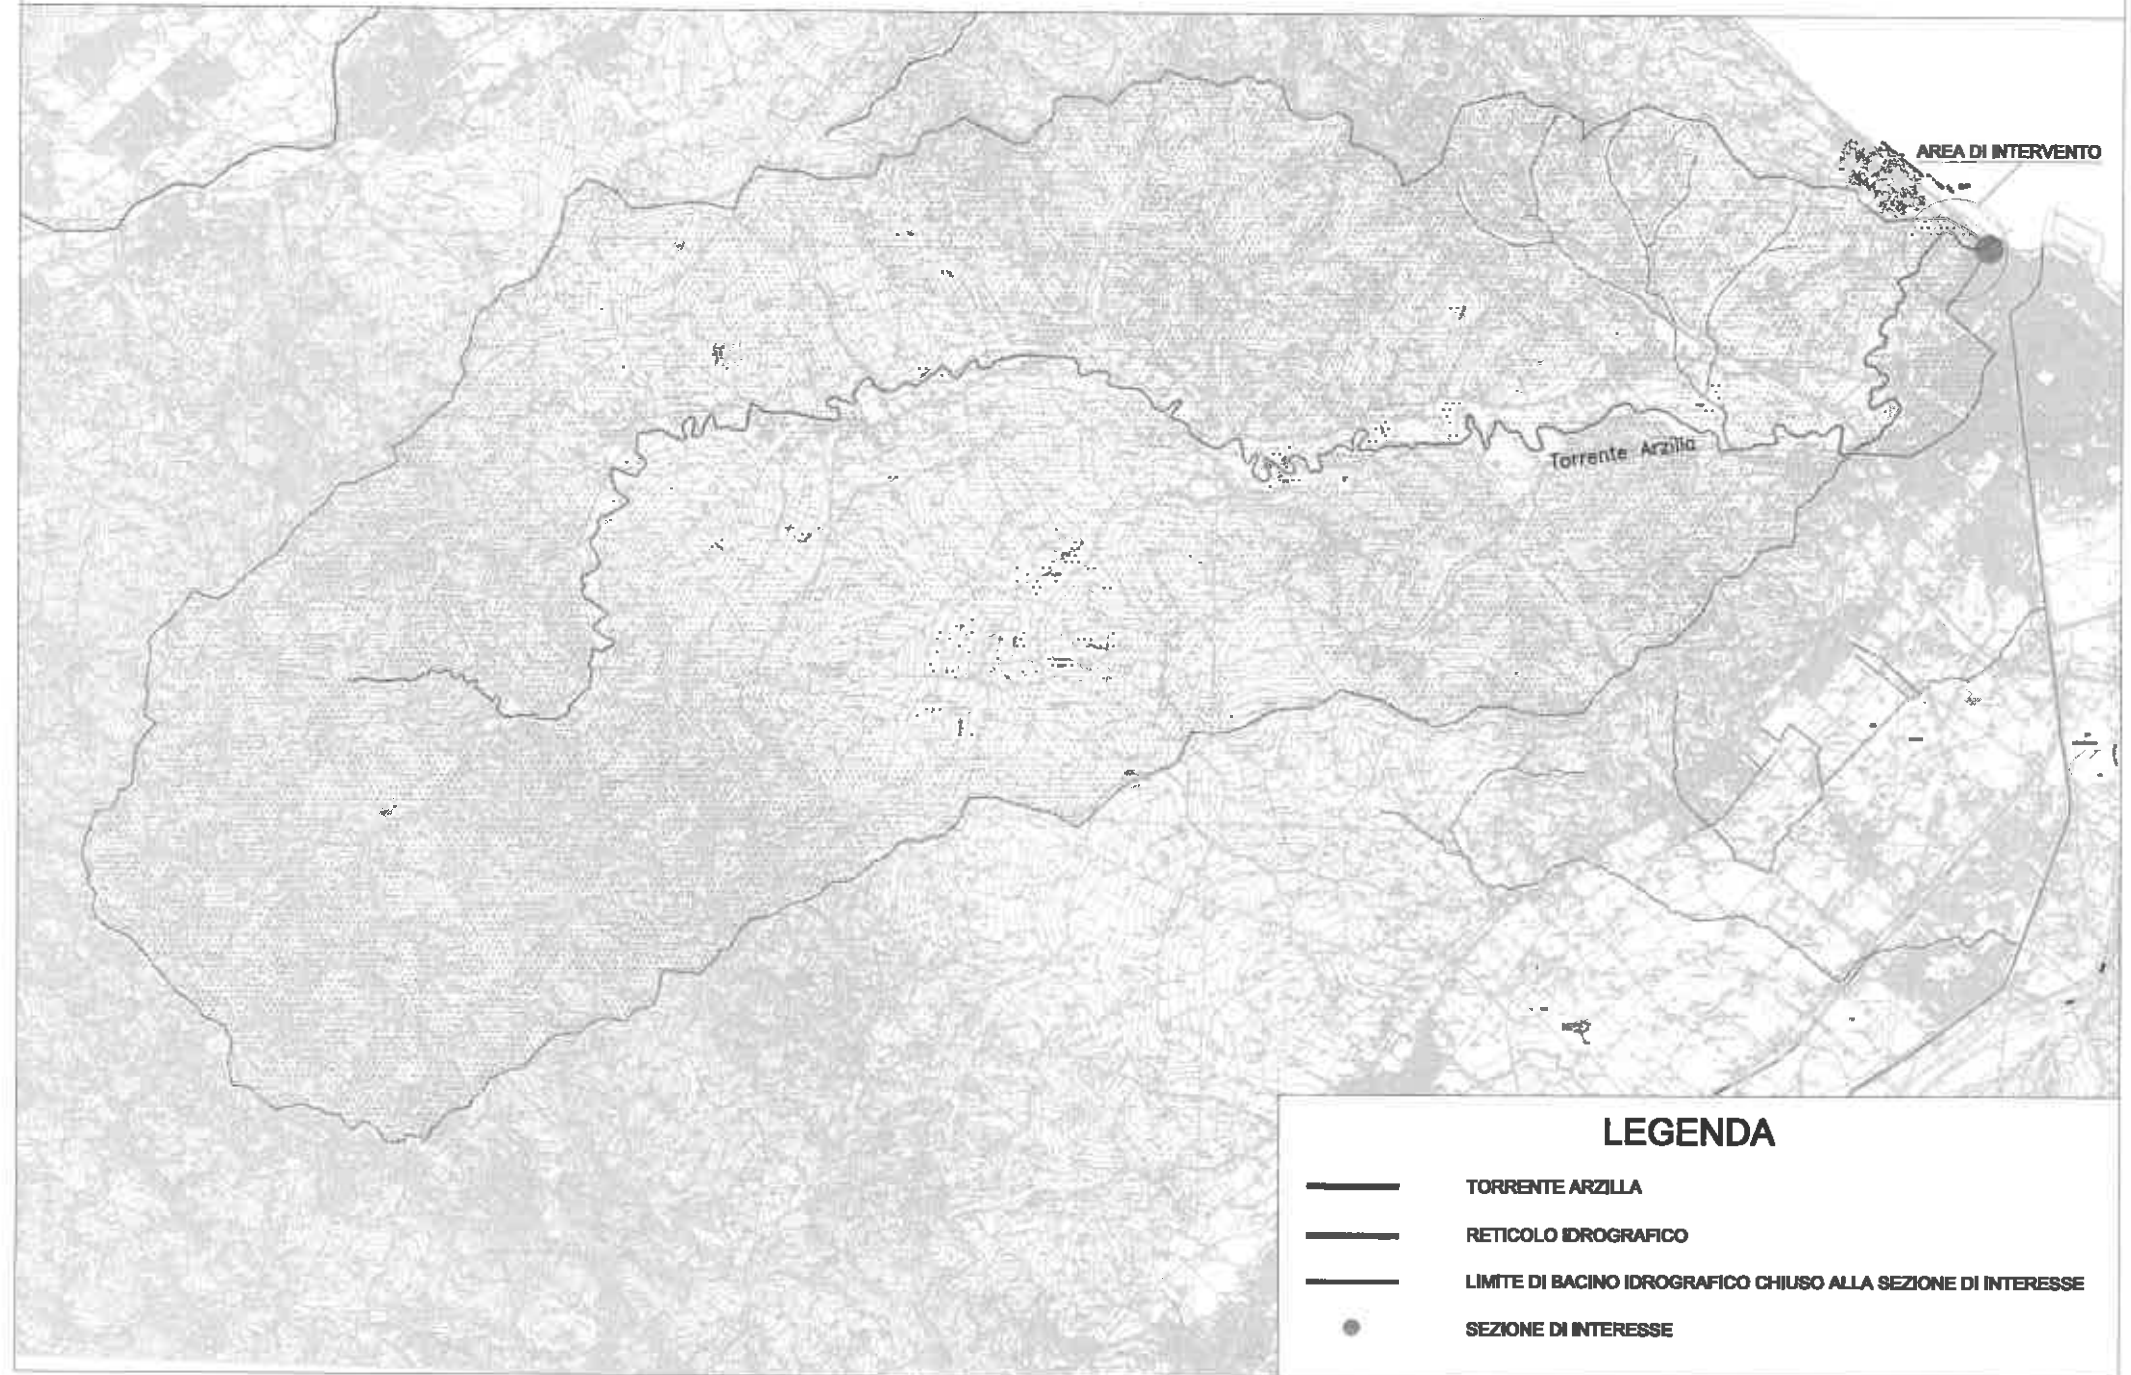 AREA DI INTERVENTO
Torrente Arzilla
LEGENDA
TORRENTE ARZILLA
RETICOLO IDROGRAFICO
LIMITE DI BACINO IDROGRAFICO CHIUSO ALLA SEZIONE DI INTERESSE
SEZIONE DI INTERESSE